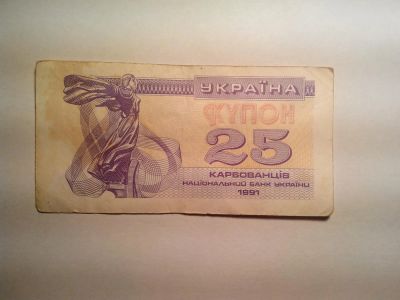 УКРАЇНА
КУПОН
25
КАРБОВАНЦІВ
НАЦІОНАЛЬНИЙ БАНК УКРАЇНИ
1991